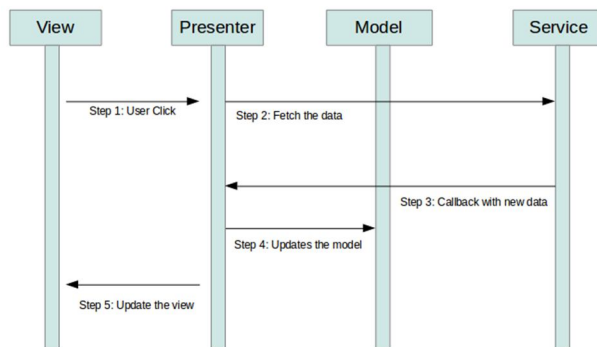 View
Presenter
Model
Service
Step 1: User Click
Step 2: Fetch the data
Step 3: Callback with new data
Step 4: Updates the model
Step 5: Update the view